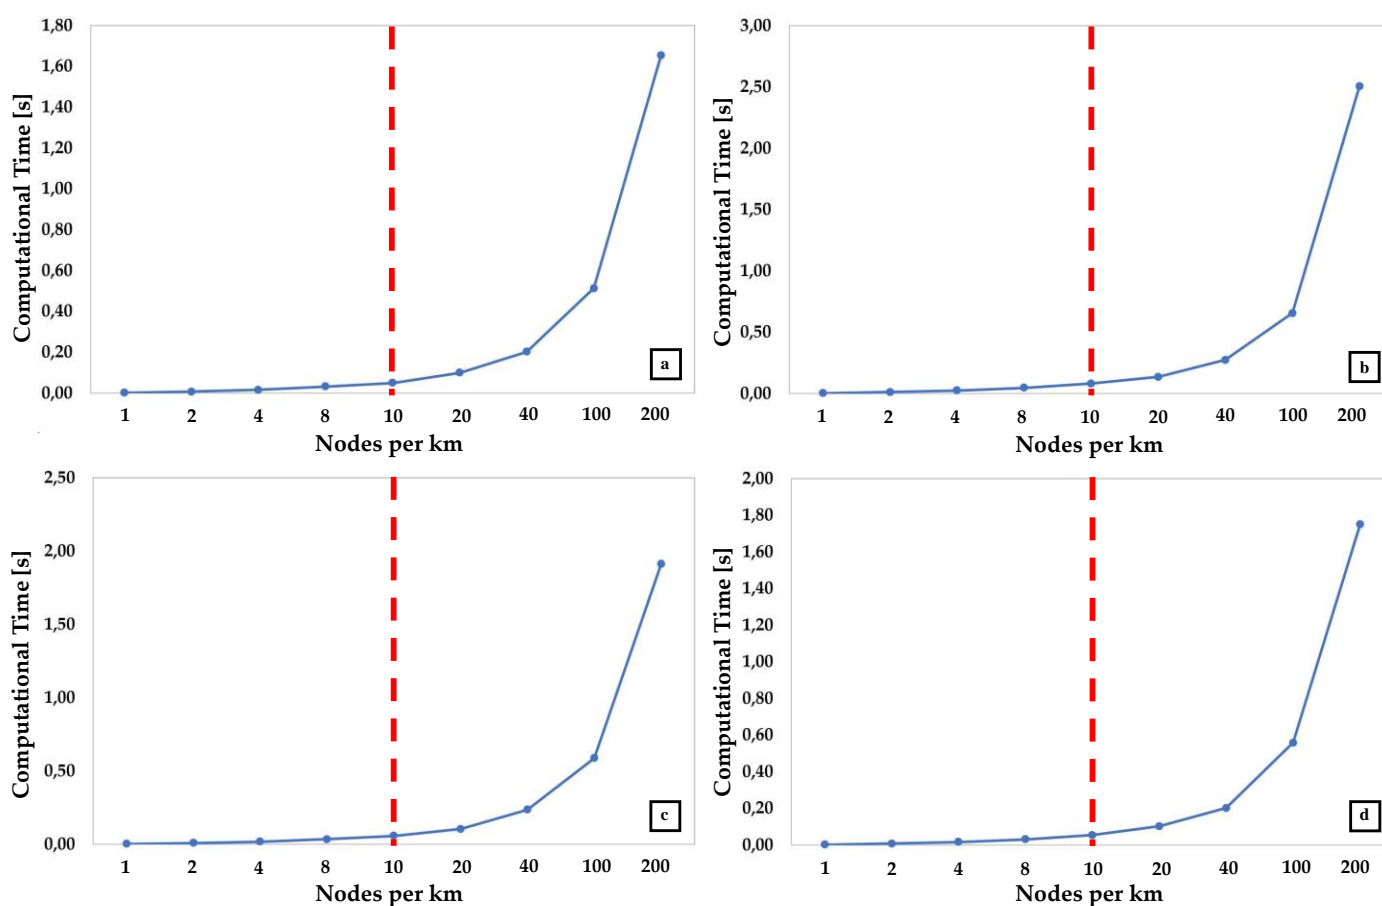 1,80
1,60
1,40
1,20
1,00
0,80
0,60
0,40
0,20
0,00
Computational Time [s]
1 2 4 8 10 20 40 100 200
Nodes per km
a
3,00
2,50
2,00
1,50
1,00
0,50
0,00
Computational Time [s]
1 2 4 8 10 20 40 100 200
Nodes per km
b
2,50
2,00
1,50
1,00
0,50
0,00
Computational Time [s]
1 2 4 8 10 20 40 100 200
Nodes per km
c
2,00
1,80
1,60
1,40
1,20
1,00
0,80
0,60
0,40
0,20
0,00
Computational Time [s]
1 2 4 8 10 20 40 100 200
Nodes per km
d